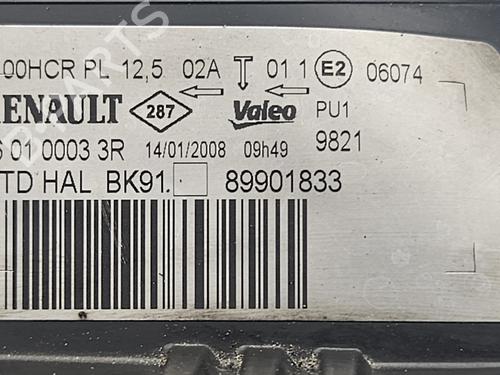 00HCR PL 12,5 02A T 01 1 E2 06074
RENAULT 287 Valeo PU1
6 01 0003 3R 14/01/2008 09h49 9821
TD HAL BK91. 89901833